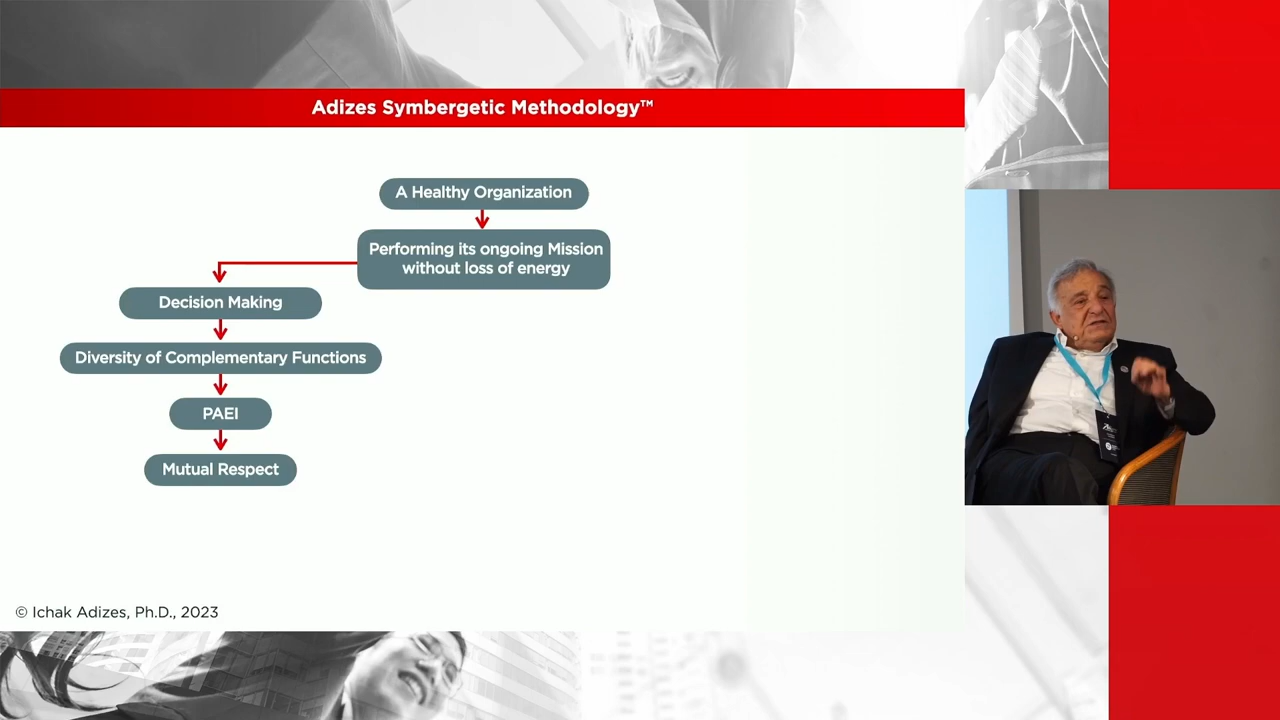 Adizes Symbergetic Methodology™
A Healthy Organization
Performing its ongoing Mission
without loss of energy
Decision Making
Diversity of Complementary Functions
PAEI
Mutual Respect
© Ichak Adizes, Ph.D., 2023